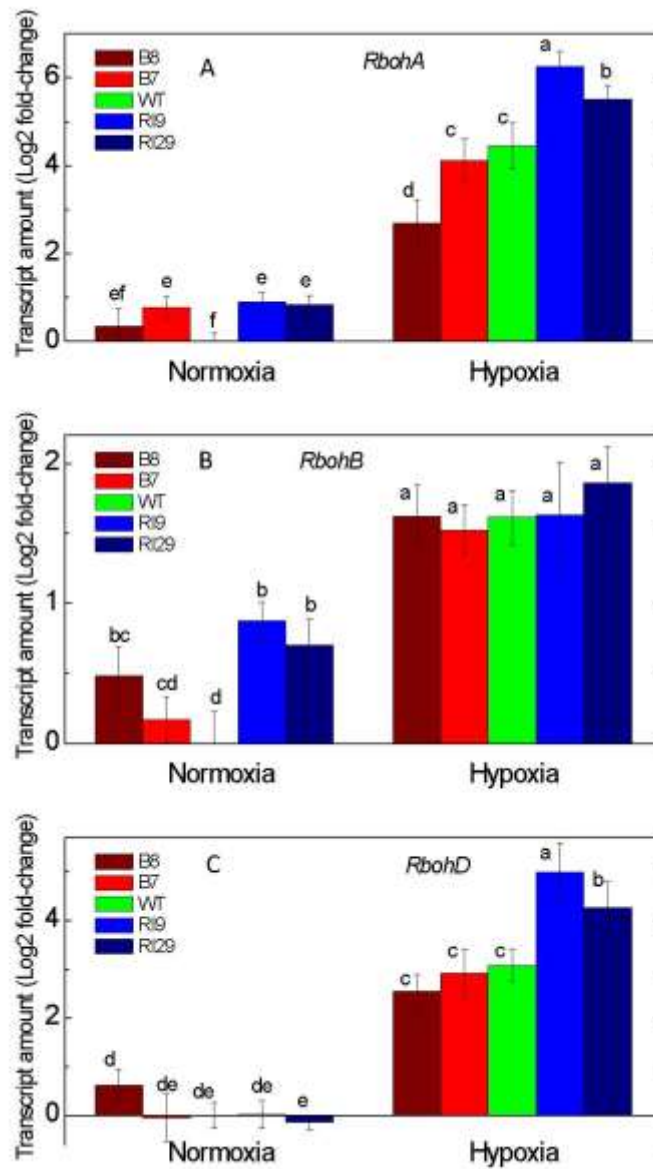 A RbohA
B8
B7
WT
RI9
RI29
Transcript amount (Log2 fold-change)
6
4
2
0
ef e f e e d c c a b
Normoxia Hypoxia
B RbohB
B8
B7
WT
RI9
RI29
Transcript amount (Log2 fold-change)
2
1
0
bc cd d b b a a a a a
Normoxia Hypoxia
C RbohD
B8
B7
WT
RI9
RI29
Transcript amount (Log2 fold-change)
4
2
0
d de de de e c c c a b
Normoxia Hypoxia